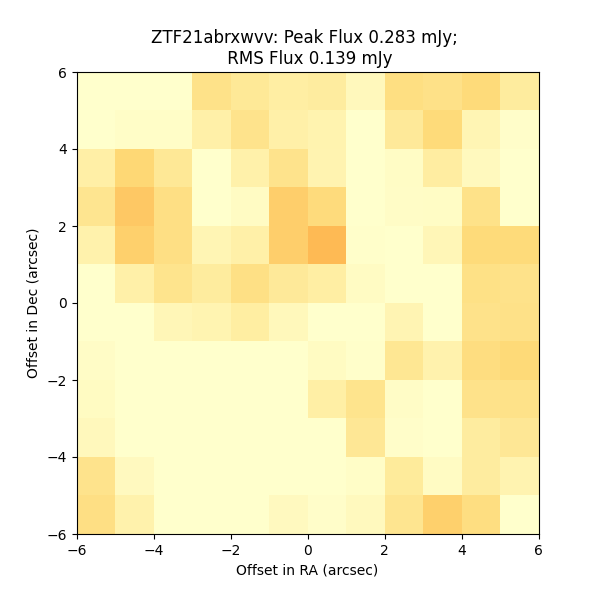 ZTF21abrxwvv: Peak Flux 0.283 mJy;
RMS Flux 0.139 mJy
6
4
2
0
−2
−4
−6
Offset in Dec (arcsec)
−6 −4 −2 0 2 4 6
Offset in RA (arcsec)